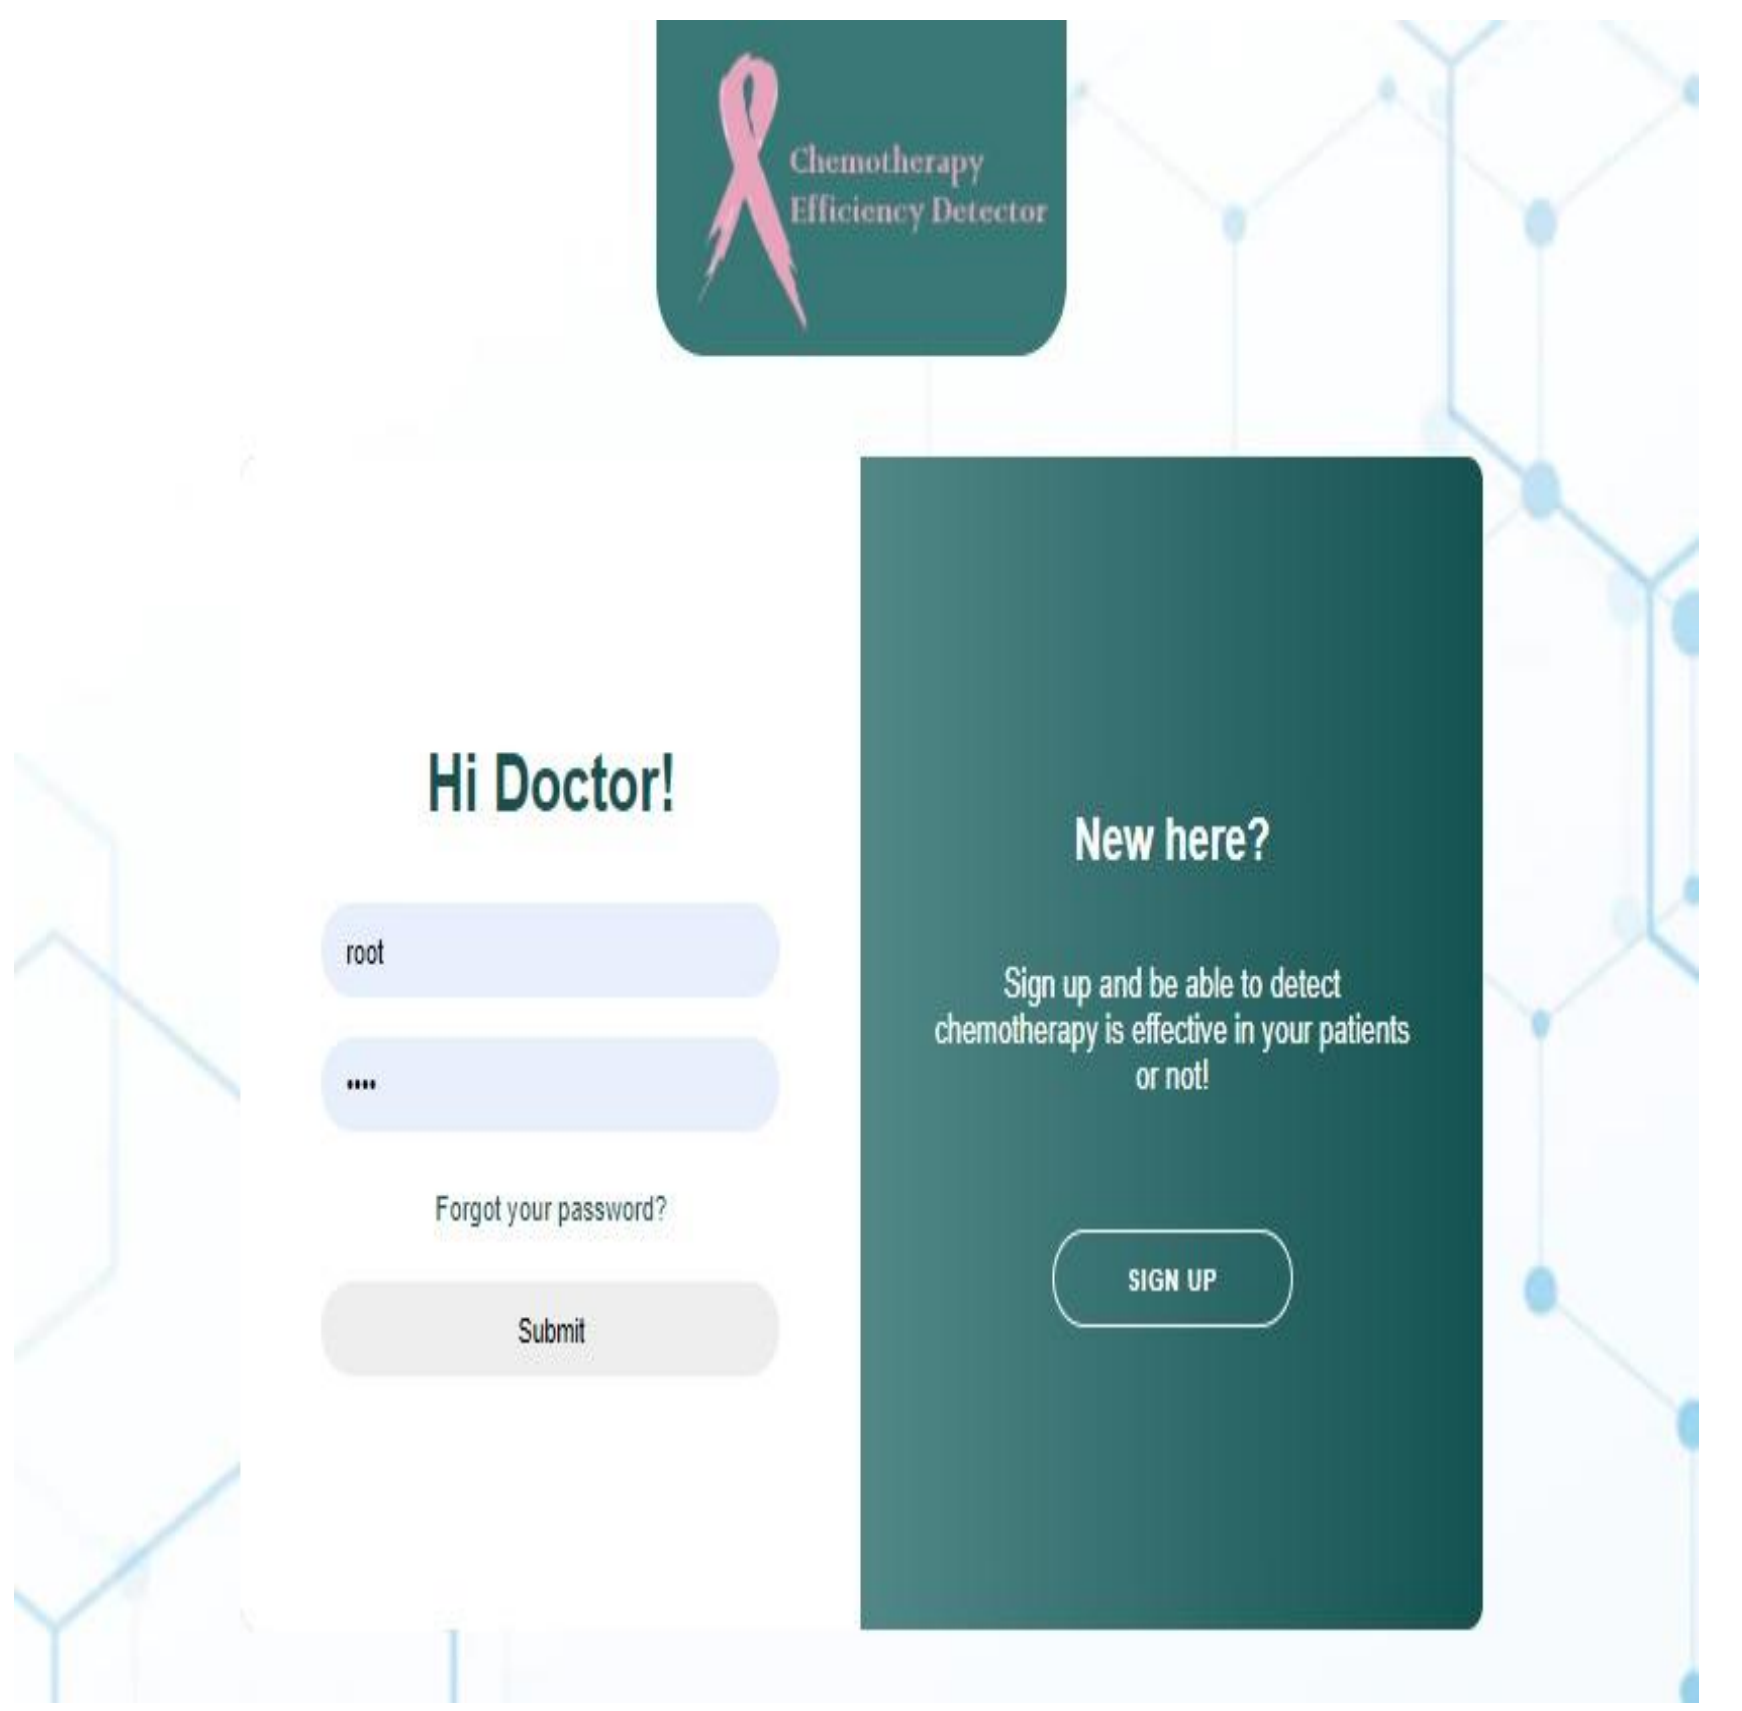 Chemotherapy
Efficiency Detector
Hi Doctor!
root
••••
Forgot your password?
Submit
New here?
Sign up and be able to detect
chemotherapy is effective in your patients
or not!
SIGN UP